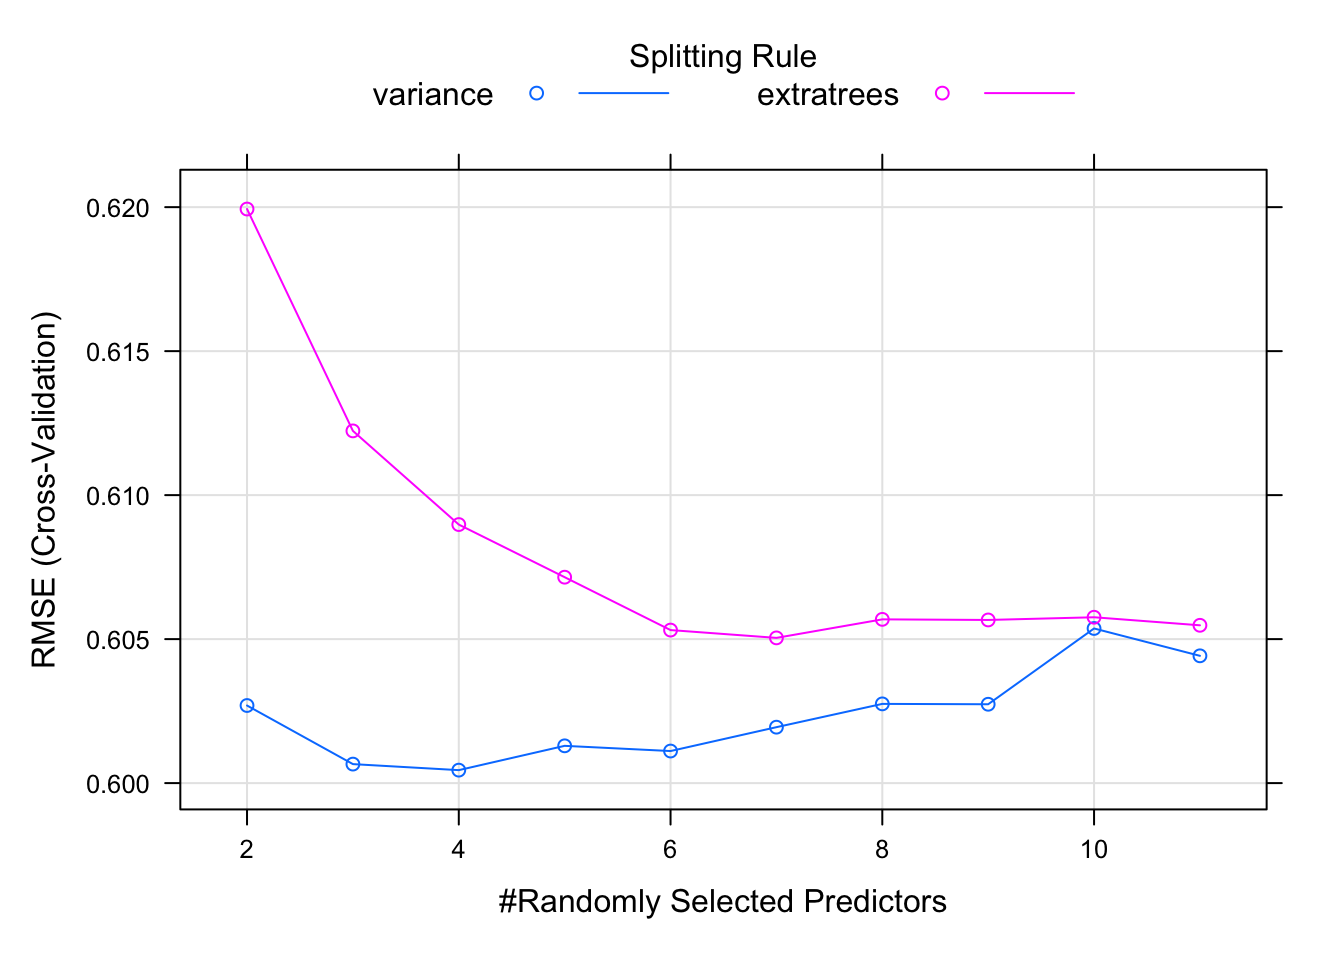 Splitting Rule
variance extratrees
0.620
0.615
0.610
0.605
0.600
RMSE (Cross-Validation)
2 4 6 8 10
#Randomly Selected Predictors